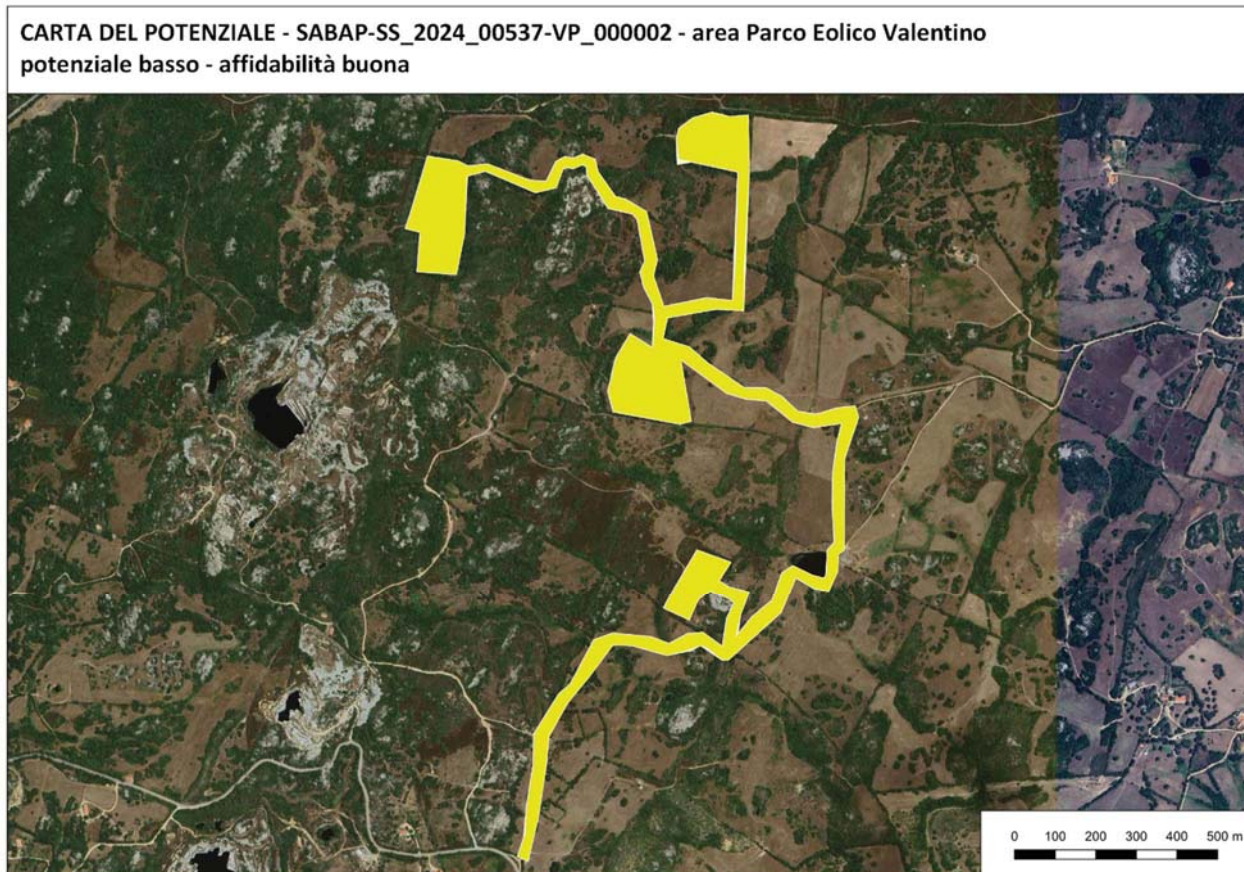 CARTA DEL POTENZIALE - SABAP-SS_2024_00537-VP_000002 - area Parco Eolico Valentino
potenziale basso - affidabilità buona
0 100 200 300 400 500 m